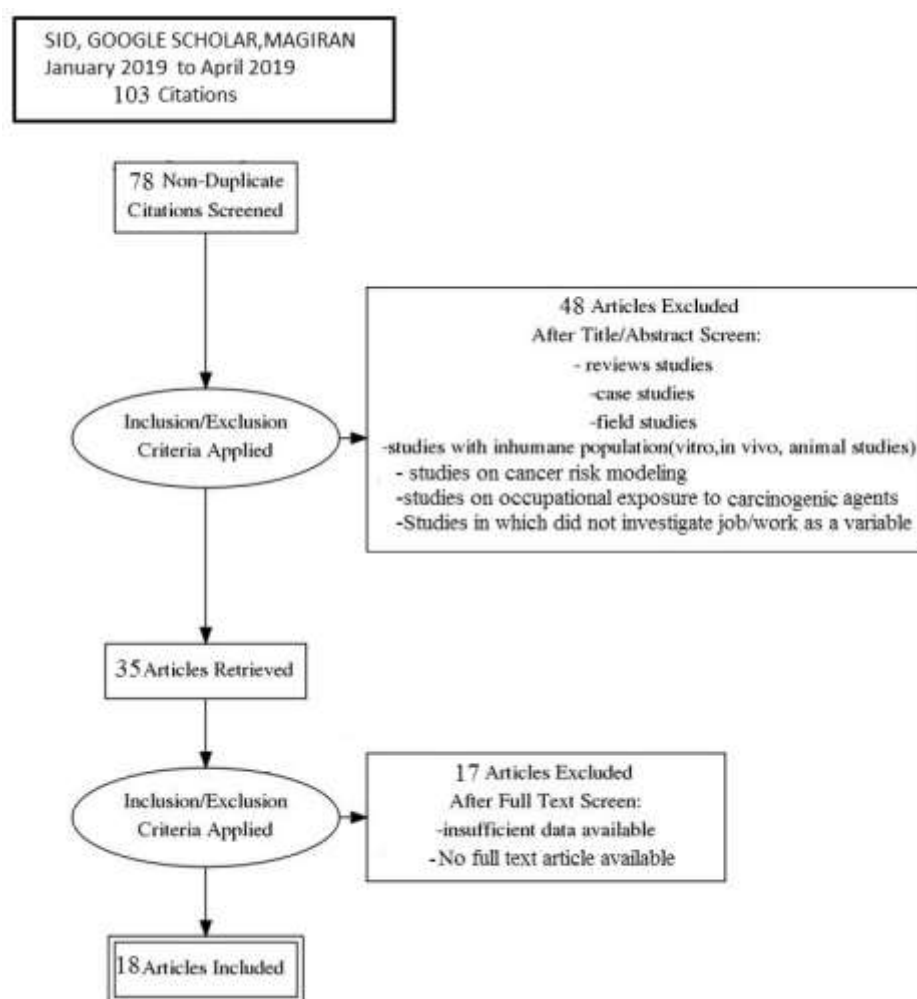 SID, GOOGLE SCHOLAR,MAGIRAN
January 2019 to April 2019
103 Citations
78 Non-Duplicate
Citations Screened
48 Articles Excluded
After Title/Abstract Screen:
- reviews studies
-case studies
-field studies
-studies with inhumane population(vitro,in vivo, animal studies)
- studies on cancer risk modeling
-studies on occupational exposure to carcinogenic agents
-Studies in which did not investigate job/work as a variable
Inclusion/Exclusion
Criteria Applied
35 Articles Retrieved
17 Articles Excluded
After Full Text Screen:
-insufficient data available
-No full text article available
Inclusion/Exclusion
Criteria Applied
18 Articles Included